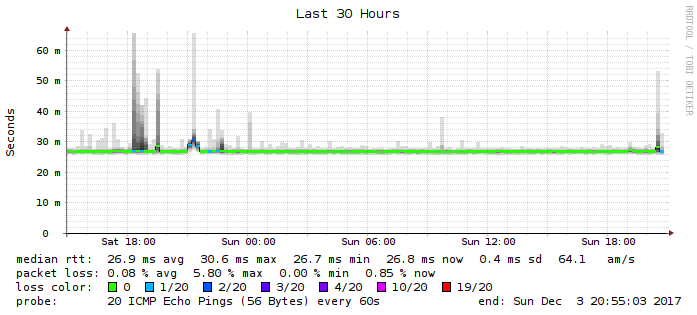 Last 30 Hours
RRDTOOL / TOBI OETIKER
Seconds
60 m
50 m
40 m
30 m
20 m
10 m
0
Sat 18:00 Sun 00:00 Sun 06:00 Sun 12:00 Sun 18:00
median rtt: 26.9 ms avg 30.6 ms max 26.7 ms min 26.8 ms now 0.4 ms sd 64.1 am/s
packet loss: 0.08 % avg 5.80 % max 0.00 % min 0.85 % now
loss color: 0 1/20 2/20 3/20 4/20 10/20 19/20
probe: 20 ICMP Echo Pings (56 Bytes) every 60s end: Sun Dec 3 20:55:03 2017